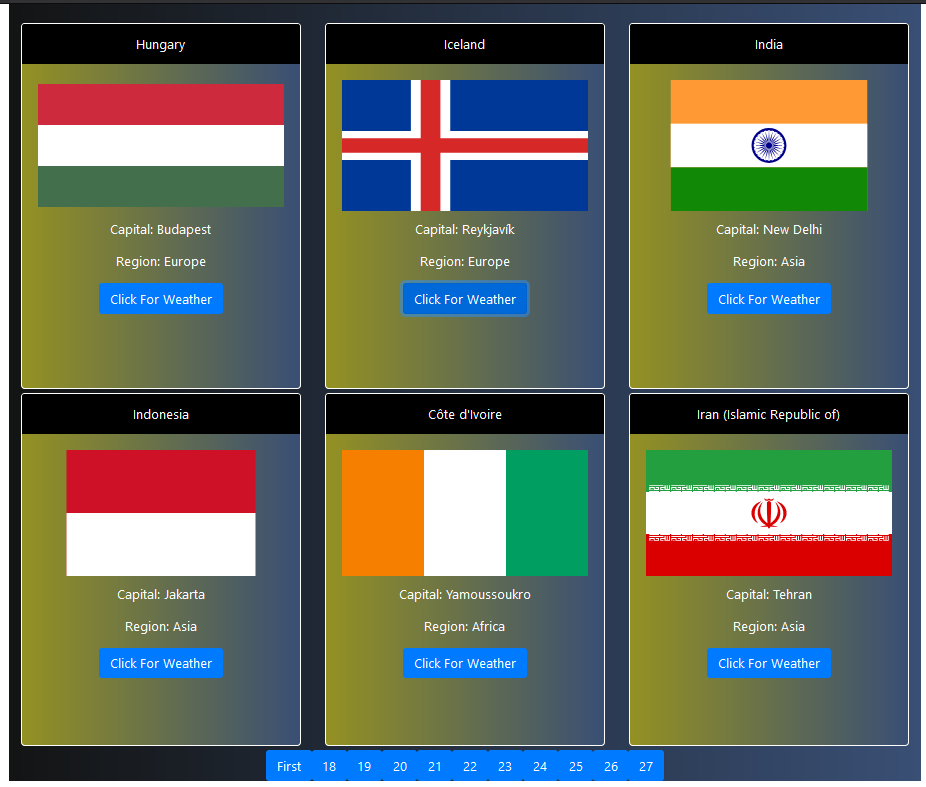 Hungary
Iceland
India
Capital: Budapest
Capital: Reykjavík
Capital: New Delhi
Region: Europe
Region: Europe
Region: Asia
Click For Weather
Click For Weather
Click For Weather
Indonesia
Côte d'Ivoire
Iran (Islamic Republic of)
Capital: Jakarta
Capital: Yamoussoukro
Capital: Tehran
Region: Asia
Region: Africa
Region: Asia
Click For Weather
Click For Weather
Click For Weather
First 18 19 20 21 22 23 24 25 26 27